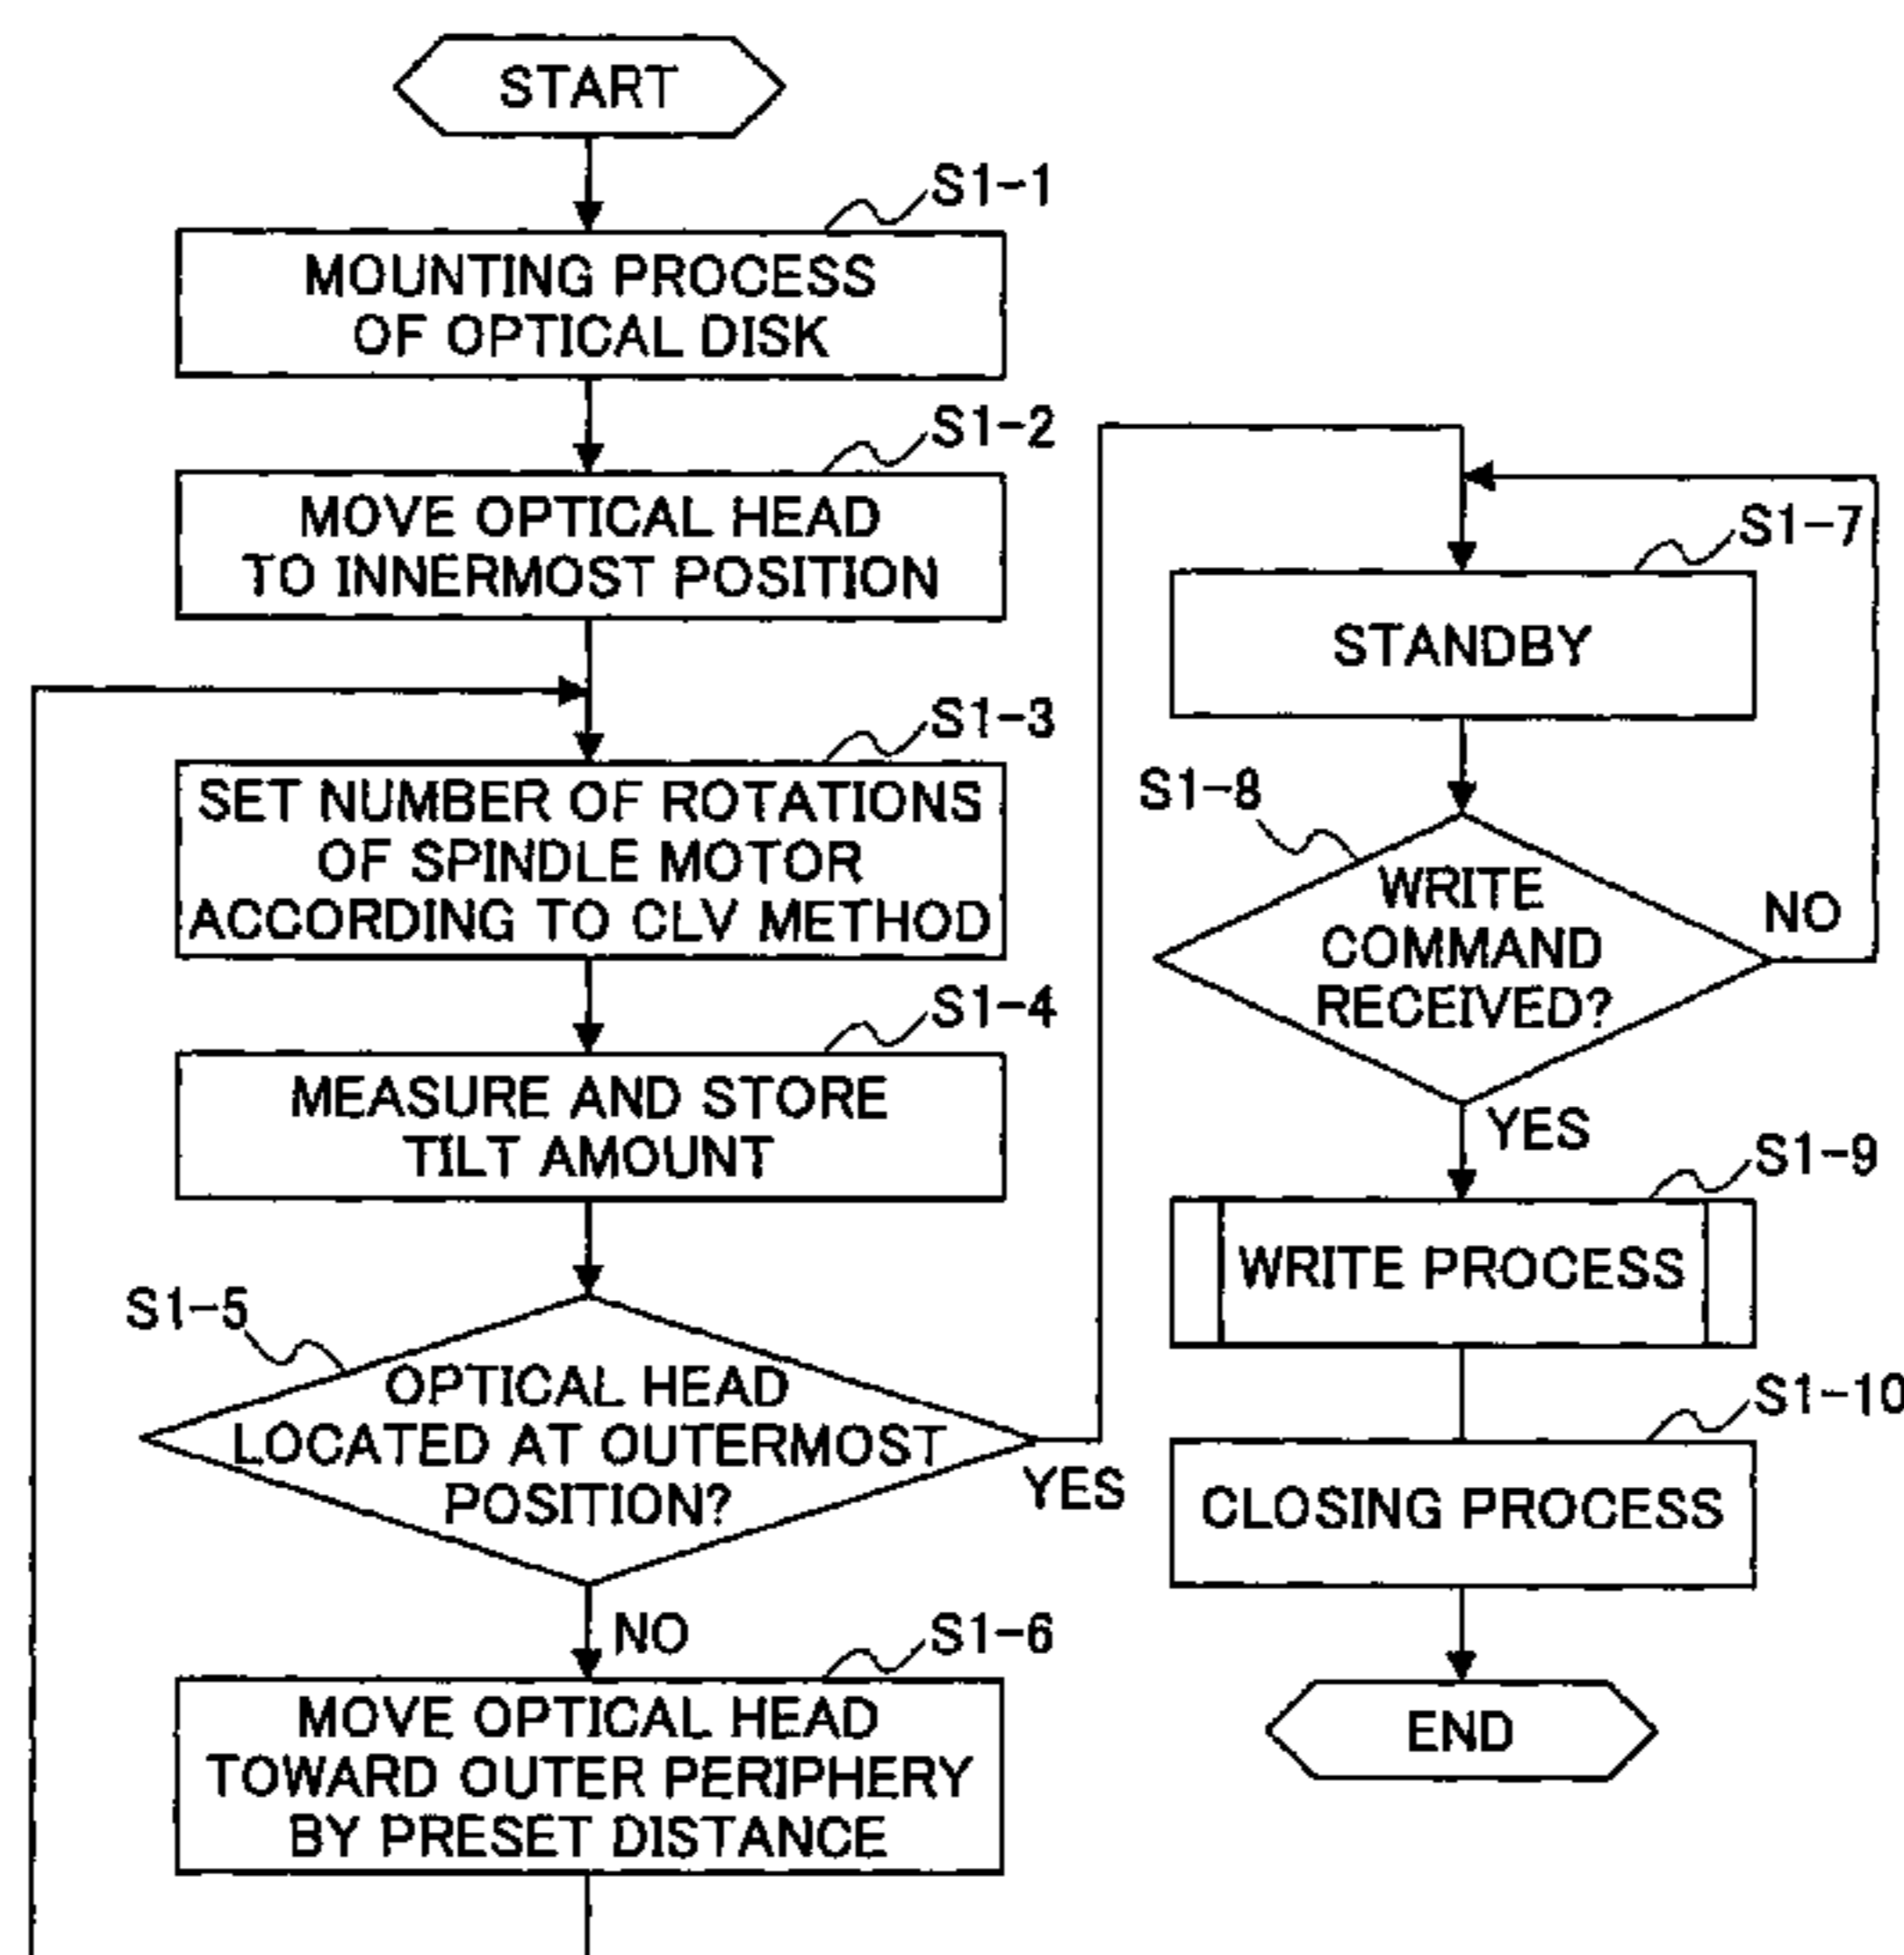 START
S1-1
MOUNTING PROCESS
OF OPTICAL DISK
S1-2
MOVE OPTICAL HEAD
TO INNERMOST POSITION
S1-3
SET NUMBER OF ROTATIONS
OF SPINDLE MOTOR
ACCORDING TO CLV METHOD
S1-4
MEASURE AND STORE
TILT AMOUNT
S1-5
OPTICAL HEAD
LOCATED AT OUTERMOST
POSITION?
YES
NO
S1-6
MOVE OPTICAL HEAD
TOWARD OUTER PERIPHERY
BY PRESET DISTANCE
S1-7
STANDBY
S1-8
WRITE
COMMAND
RECEIVED?
NO
YES
S1-9
WRITE PROCESS
S1-10
CLOSING PROCESS
END